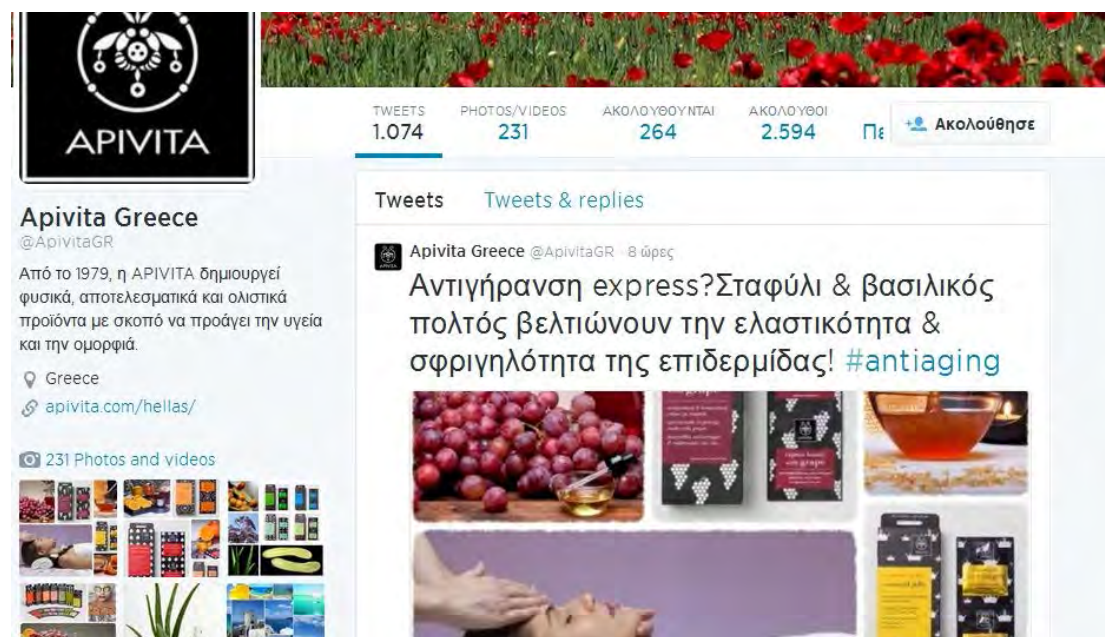 APIVITA
TWEETS
1.074
PHOTOS/VIDEOS
231
ΑΚΟΛΟΥΘΟΥΝΤΑΙ
264
ΑΚΟΛΟΥΘΟΙ
2.594
Πε
Ακολούθησε
Apivita Greece
@ApivitaGR
Από το 1979, η APIVITA δημιουργεί
φυσικά, αποτελεσματικά και ολιστικά
προϊόντα με σκοπό να προάγει την υγεία
και την ομορφιά.
Greece
apivita.com/hellas/
231 Photos and videos
Tweets Tweets & replies
Apivita Greece @ApivitaGR · 8 ώρες
Αντιγήρανση express?Σταφύλι & βασιλικός
πολτός βελτιώνουν την ελαστικότητα &
σφριγηλότητα της επιδερμίδας! #antiaging